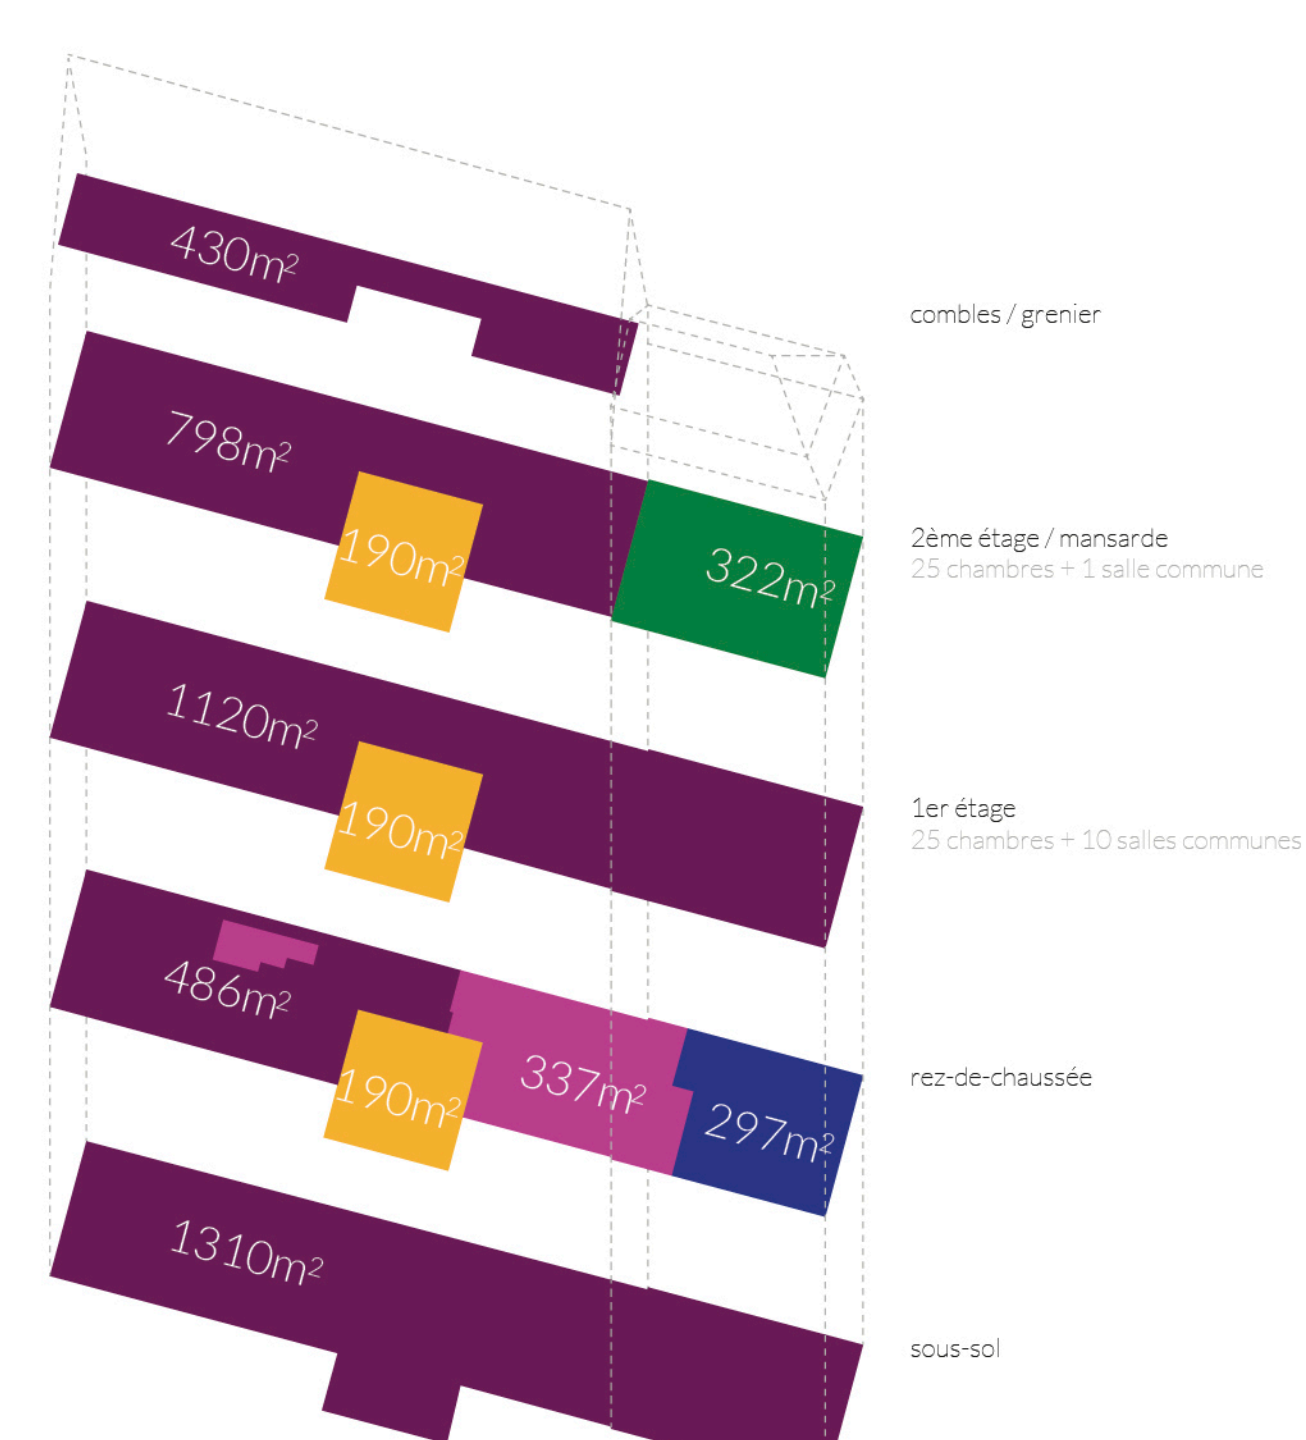 430m²
combles / grenier
798m²
190m²
322m²
2ème étage / mansarde
25 chambres + 1 salle commune
1120m²
190m²
1er étage
25 chambres + 10 salles communes
486m²
190m²
337m²
297m²
rez-de-chaussée
1310m²
sous-sol